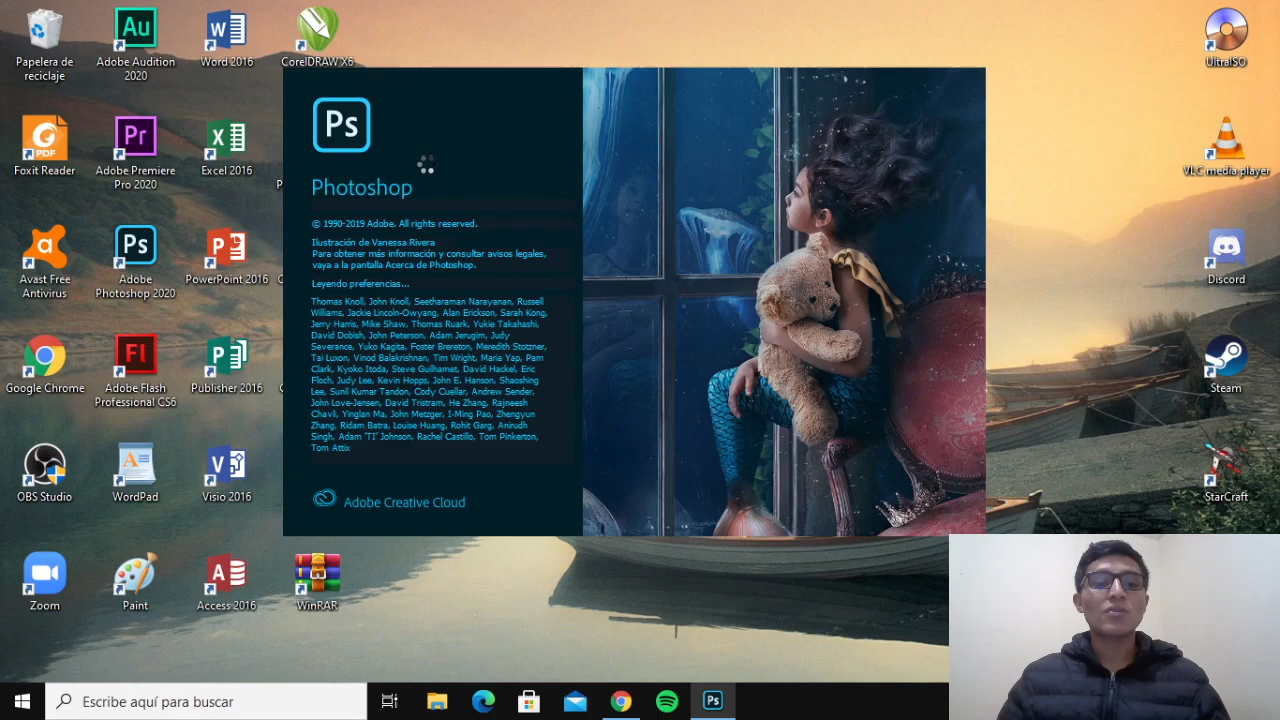 Papelera de
reciclaje
Au
Adobe Audition
2020
W
Word 2016
CorelDRAW X6
UltraISO
PDF
Foxit Reader
Pr
Adobe Premiere
Pro 2020
X
Excel 2016
VLC media player
Avast Free
Antivirus
Ps
Adobe
Photoshop 2020
P
PowerPoint 2016
Discord
Google Chrome
Fl
Adobe Flash
Professional CS6
P
Publisher 2016
Steam
OBS Studio
A
WordPad
V
Visio 2016
StarCraft
Zoom
Paint
A
Access 2016
WinRAR
Ps
Photoshop
© 1990-2019 Adobe. All rights reserved.
Ilustración de Vanessa Rivera
Para obtener más información y consultar avisos legales,
vaya a la pantalla Acerca de Photoshop.
Leyendo preferencias...
Thomas Knoll, John Knoll, Seetharaman Narayanan, Russell
Williams, Jackie Lincoln-Owyang, Alan Erickson, Sarah Kong,
Jerry Harris, Mike Shaw, Thomas Ruark, Yukie Takahashi,
David Dobish, John Peterson, Adam Jerugim, Judy
Severance, Yuko Kagita, Foster Brereton, Meredith Stotzner,
Tai Luxon, Vinod Balakrishnan, Tim Wright, Maria Yap, Pam
Clark, Kyoko Itoda, Steve Guilhamet, David Hackel, Eric
Floch, Judy Lee, Kevin Hopps, John E. Hanson, Shaoshing
Lee, Sunil Kumar Tandon, Cody Cuellar, Andrew Sender,
John Love-Jensen, David Tristram, He Zhang, Rajneesh
Chavli, Yinglan Ma, John Metzger, I-Ming Pao, Zhengyun
Zhang, Ridam Batra, Louise Huang, Rohit Garg, Anirudh
Singh, Adam "TI" Johnson, Rachel Castillo, Tom Pinkerton,
Tom Attix
Adobe Creative Cloud
Escribe aquí para buscar
Ps